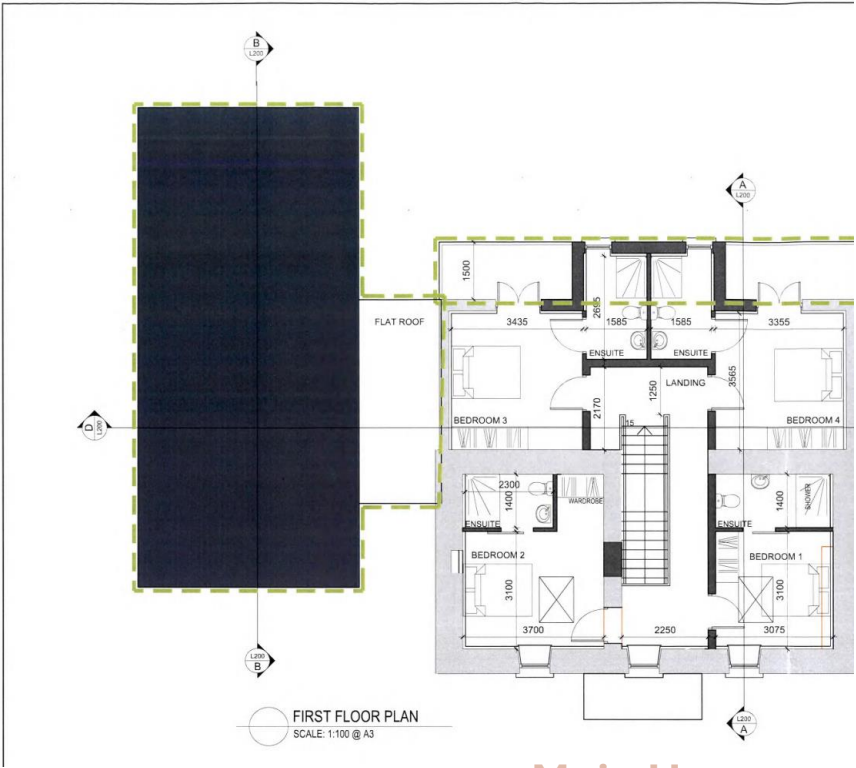 B
L200
A
L200
1500
FLAT ROOF
3435
2695
1585
1585
3355
ENSUITE
ENSUITE
LANDING
3565
2170
1250
BEDROOM 3
15
BEDROOM 4
D
L200
2300
1400
WARDROBE
1400
SHOWER
ENSUITE
ENSUITE
BEDROOM 2
BEDROOM 1
3100
3100
3700
2250
3075
L200
B
FIRST FLOOR PLAN
SCALE: 1:100 @ A3
L200
A